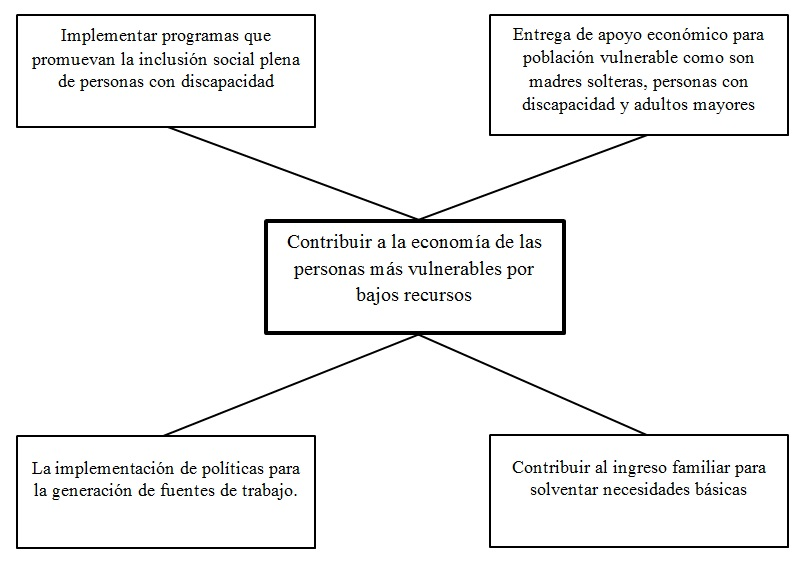 Implementar programas que
promuevan la inclusión social plena
de personas con discapacidad
Entrega de apoyo económico para
población vulnerable como son
madres solteras, personas con
discapacidad y adultos mayores
Contribuir a la economía de las
personas más vulnerables por
bajos recursos
La implementación de políticas para
la generación de fuentes de trabajo.
Contribuir al ingreso familiar para
solventar necesidades básicas